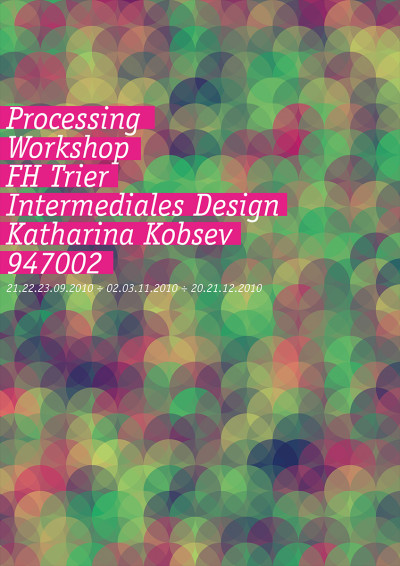 Processing
Workshop
FH Trier
Intermediales Design
Katharina Kobsev
947002
21.22.23.09.2010 ÷ 02.03.11.2010 ÷ 20.21.12.2010